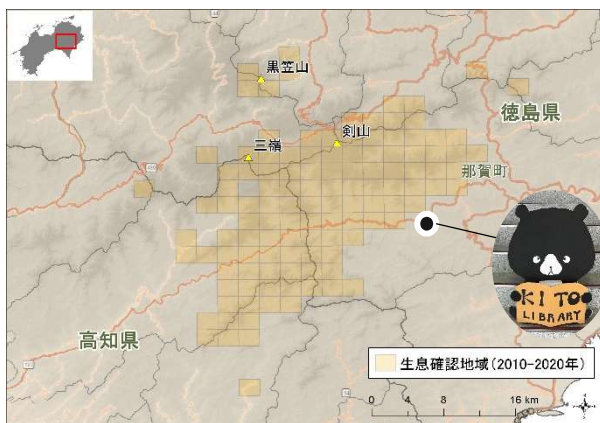 黒笠山
徳島県
剣山
三嶺
那賀町
KI TO
LIBRARY
高知県
生息確認地域(2010-2020年)
0 4 8 16 km